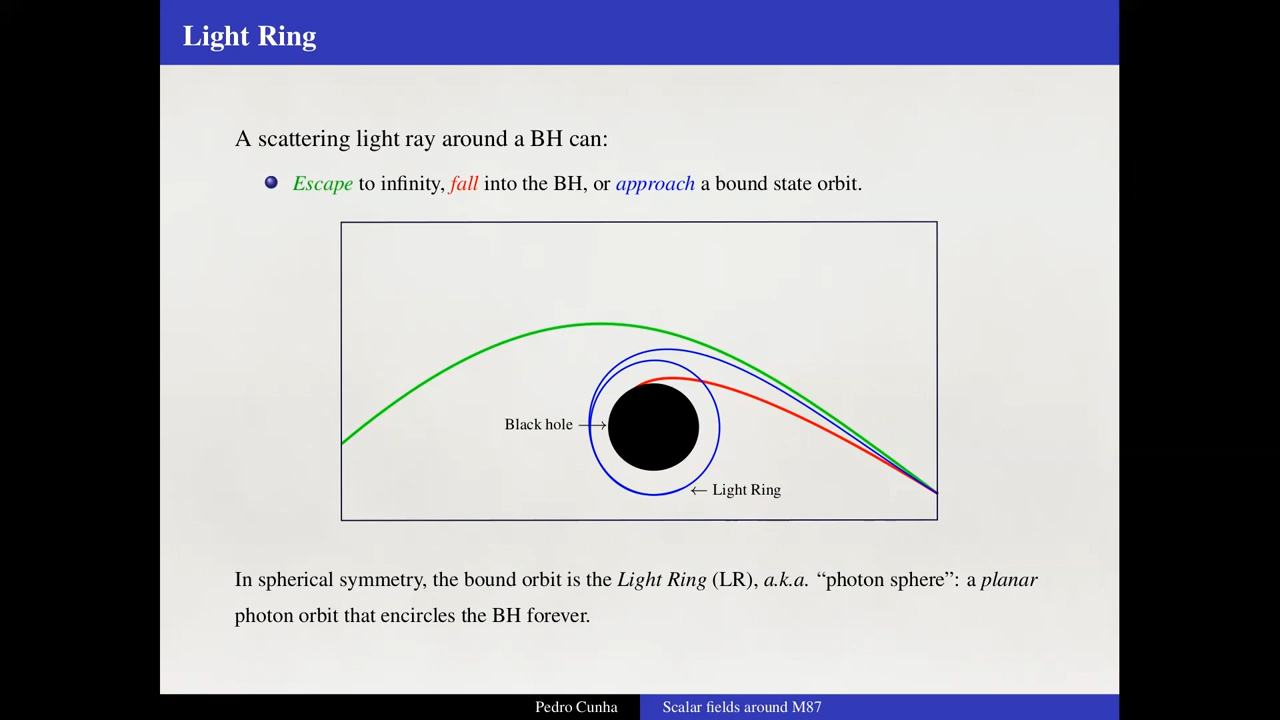 Light Ring
A scattering light ray around a BH can:
Escape to infinity, fall into the BH, or approach a bound state orbit.
Black hole →
← Light Ring
In spherical symmetry, the bound orbit is the Light Ring (LR), a.k.a. “photon sphere”: a planar
photon orbit that encircles the BH forever.
Pedro Cunha
Scalar fields around M87